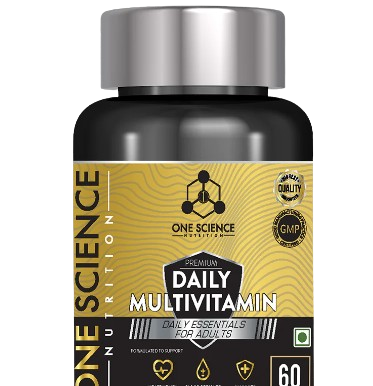 ONE SCIENCE
NUTRITION
ONE SCIENCE
NUTRITION
QUALITY
GMP
PREMIUM
DAILY
MULTIVITAMIN
DAILY ESSENTIALS
FOR ADULTS
FORMULATED TO SUPPORT
60